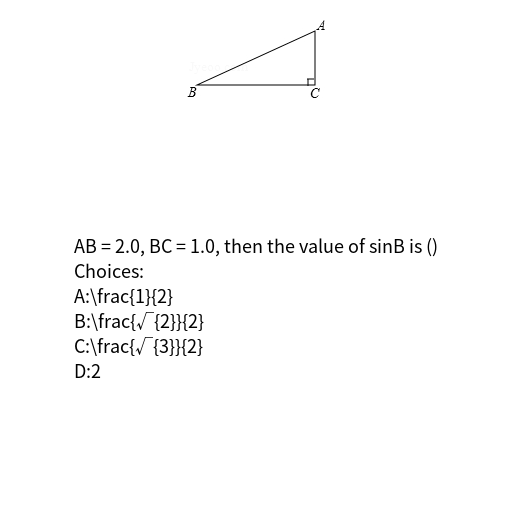 A
B
C
AB = 2.0, BC = 1.0, then the value of sinB is ()
Choices:
A:\frac{1}{2}
B:\frac{√{2}}{2}
C:\frac{√{3}}{2}
D:2